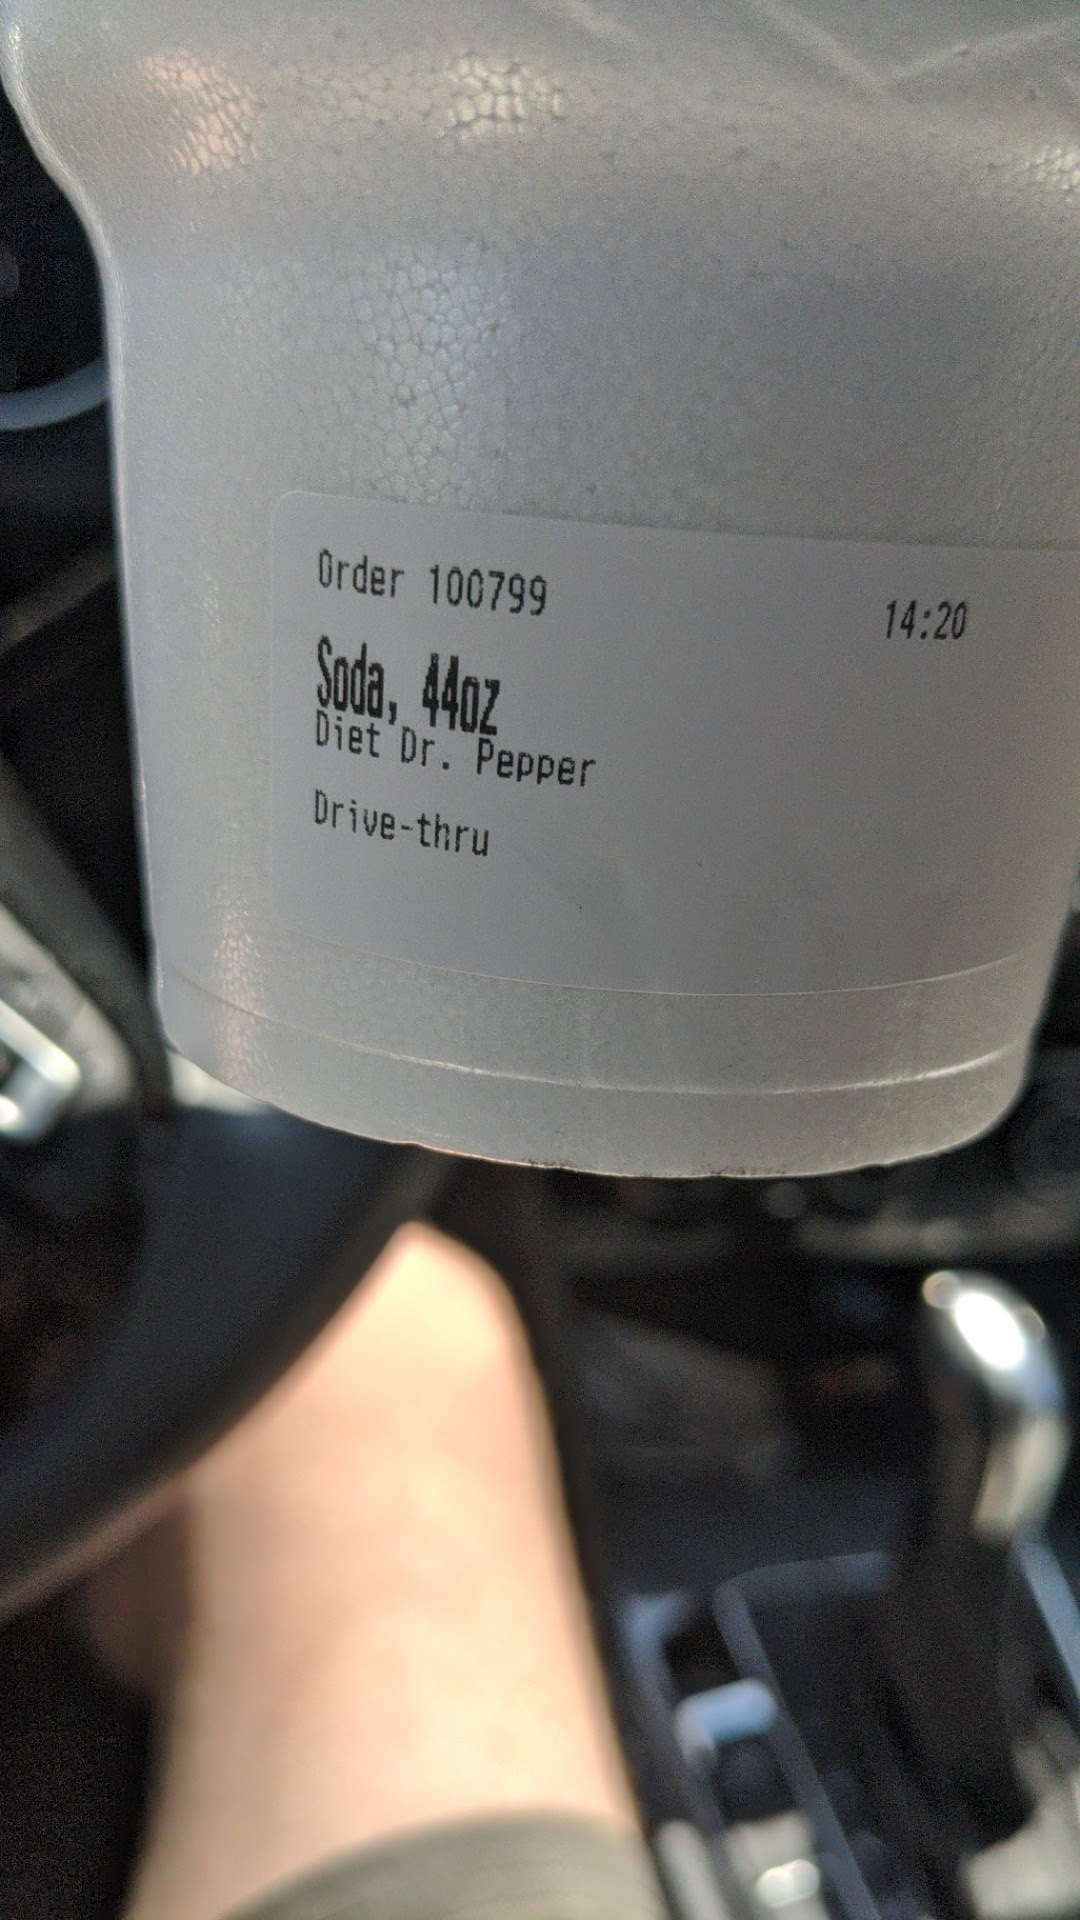 Order 100799
14:20
Soda, 44oz
Diet Dr. Pepper
Drive-thru